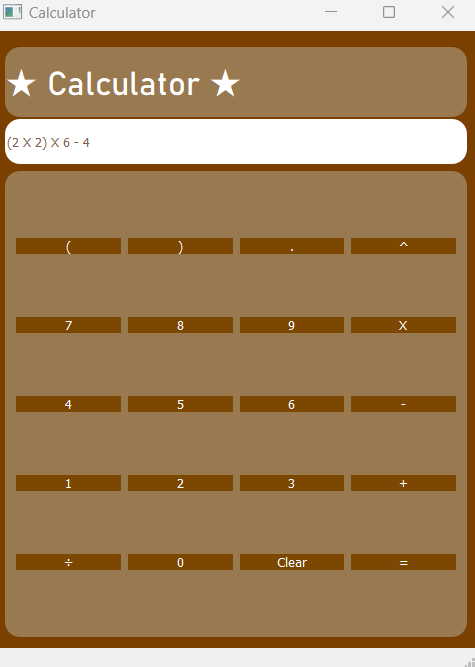 Calculator
★ Calculator ★
(2 X 2) X 6 - 4
( ) . ^
7 8 9 X
4 5 6 -
1 2 3 +
÷ 0 Clear =